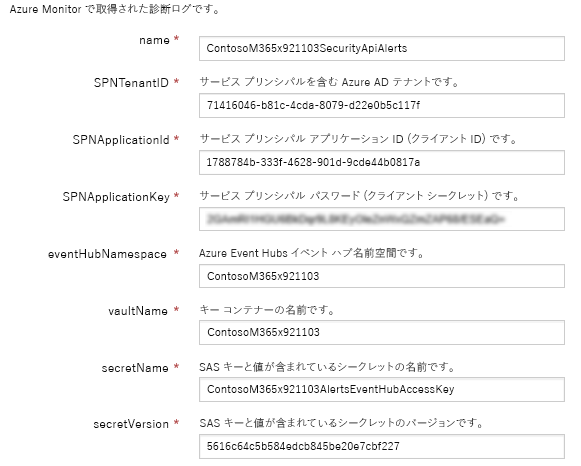 Azure Monitor で取得された診断ログです。
name *
ContosoM365x921103SecurityApiAlerts
SPNTenantID * サービス プリンシパルを含む Azure AD テナントです。
71416046-b81c-4cda-8079-d22e0b5c117f
SPNApplicationId * サービス プリンシパル アプリケーション ID (クライアント ID) です。
1788784b-333f-4628-901d-9cde44b0817a
SPNApplicationKey * サービス プリンシパル パスワード (クライアント シークレット) です。
eventHubNamespace * Azure Event Hubs イベント ハブ名前空間です。
ContosoM365x921103
vaultName * キー コンテナーの名前です。
ContosoM365x921103
secretName * SAS キーと値が含まれているシークレットの名前です。
ContosoM365x921103AlertsEventHubAccessKey
secretVersion * SAS キーと値が含まれているシークレットのバージョンです。
5616c64c5b584edcb845be20e7cbf227